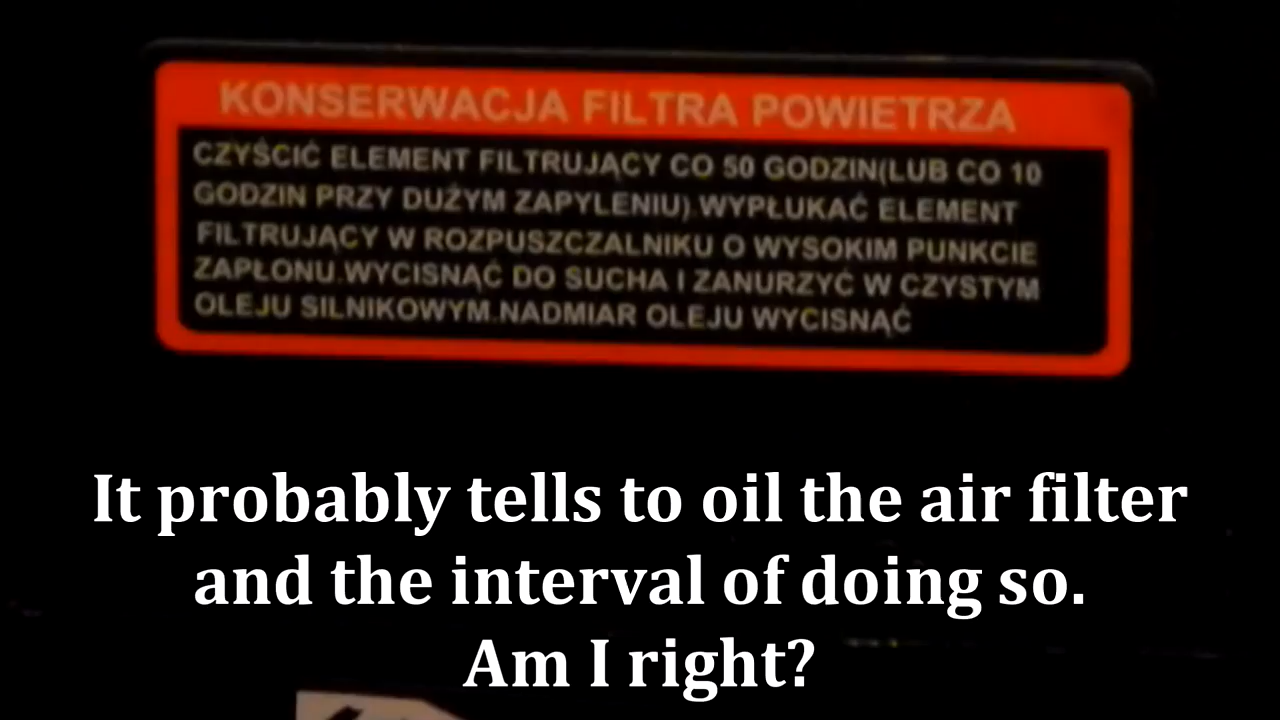 KONSERWACJA FILTRA POWIETRZA
CZYŚCIĆ ELEMENT FILTRUJĄCY CO 50 GODZIN(LUB CO 10
GODZIN PRZY DUŻYM ZAPYLENIU).WYPŁUKAĆ ELEMENT
FILTRUJĄCY W ROZPUSZCZALNIKU O WYSOKIM PUNKCIE
ZAPŁONU.WYCISNĄĆ DO SUCHA I ZANURZYĆ W CZYSTYM
OLEJU SILNIKOWYM.NADMIAR OLEJU WYCISNĄĆ
It probably tells to oil the air filter
and the interval of doing so.
Am I right?